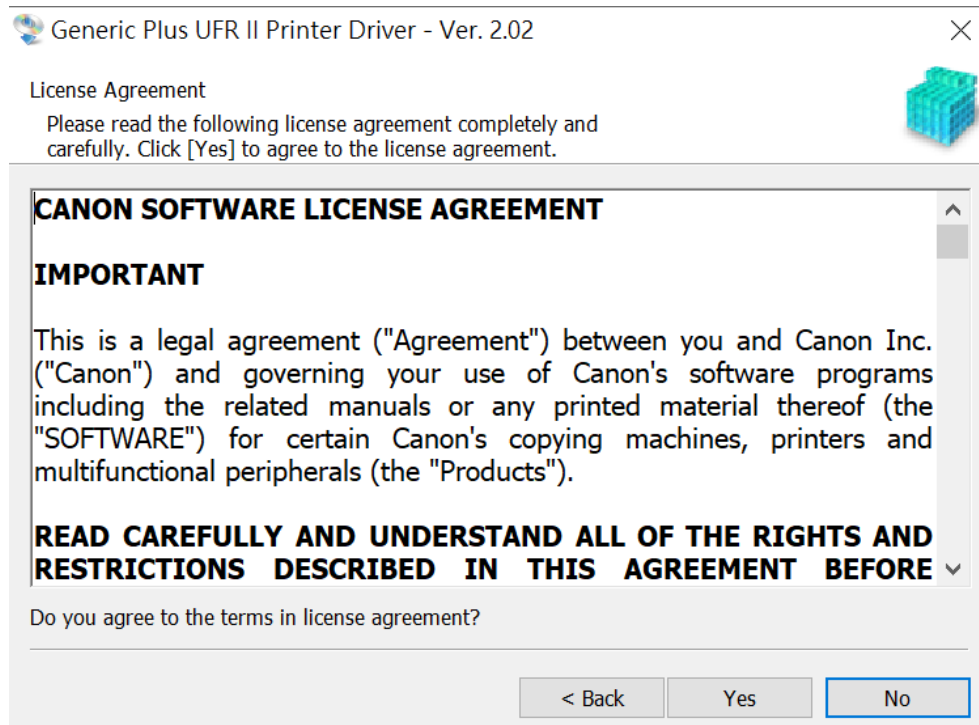 Generic Plus UFR II Printer Driver - Ver. 2.02
License Agreement
Please read the following license agreement completely and
carefully. Click [Yes] to agree to the license agreement.
CANON SOFTWARE LICENSE AGREEMENT
IMPORTANT
This is a legal agreement ("Agreement") between you and Canon Inc.
("Canon") and governing your use of Canon's software programs
including the related manuals or any printed material thereof (the
"SOFTWARE") for certain Canon's copying machines, printers and
multifunctional peripherals (the "Products").
READ CAREFULLY AND UNDERSTAND ALL OF THE RIGHTS AND
RESTRICTIONS DESCRIBED IN THIS AGREEMENT BEFORE
Do you agree to the terms in license agreement?
< Back Yes No